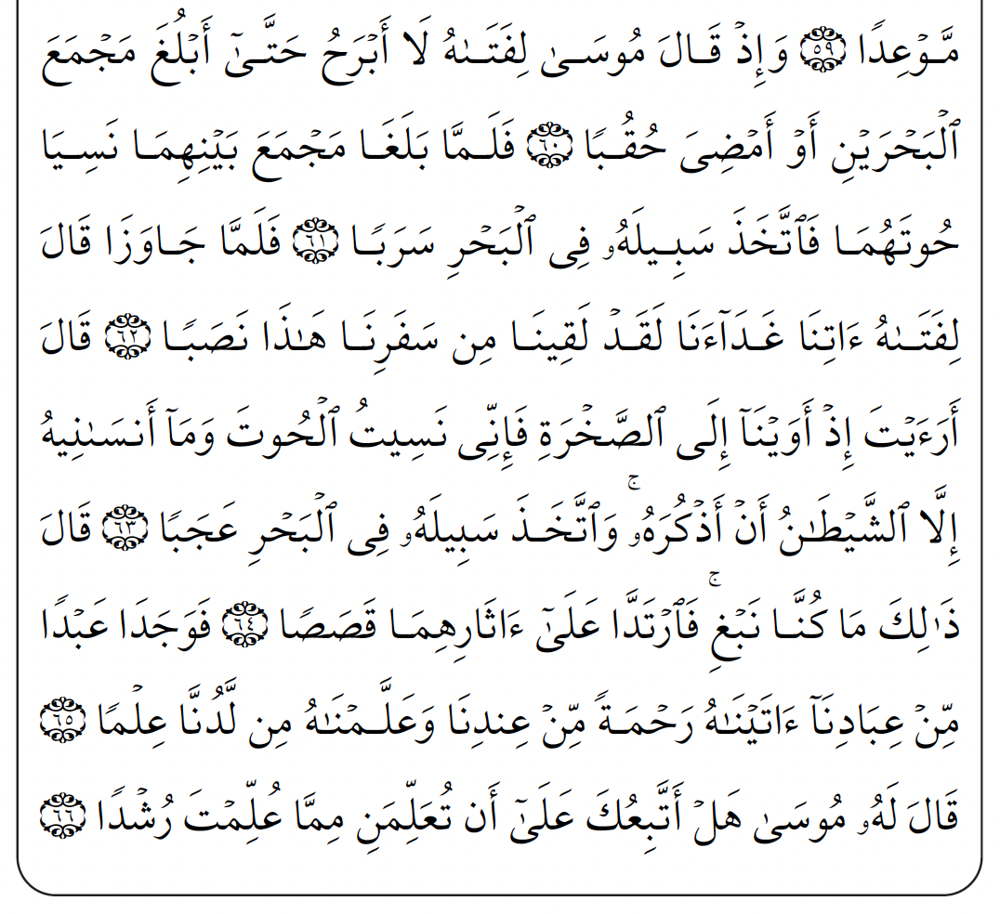 مَّوۡعِدًا ٥٩ وَإِذۡ قَالَ مُوسَىٰ لِفَتَىٰهُ لَا أَبۡرَحُ حَتَّىٰٓ أَبۡلُغَ مَجۡمَعَ
ٱلۡبَحۡرَيۡنِ أَوۡ أَمۡضِىَ حُقُبًا ٦٠ فَلَمَّا بَلَغَا مَجۡمَعَ بَيۡنِهِمَا نَسِيَا
حُوتَهُمَا فَٱتَّخَذَ سَبِيلَهُۥ فِى ٱلۡبَحۡرِ سَرَبًا ٦١ فَلَمَّا جَاوَزَا قَالَ
لِفَتَىٰهُ ءَاتِنَا غَدَآءَنَا لَقَدۡ لَقِينَا مِن سَفَرِنَا هَـٰذَا نَصَبًا ٦٢ قَالَ
أَرَءَيۡتَ إِذۡ أَوَيۡنَآ إِلَى ٱلصَّخۡرَةِ فَإِنِّى نَسِيتُ ٱلۡحُوتَ وَمَآ أَنسَىٰنِيهُ
إِلَّا ٱلشَّيۡطَـٰنُ أَنۡ أَذۡكُرَهُۥ ۚ وَٱتَّخَذَ سَبِيلَهُۥ فِى ٱلۡبَحۡرِ عَجَبًا ٦٣ قَالَ
ذَٰلِكَ مَا كُنَّا نَبۡغِ ۚ فَٱرۡتَدَّا عَلَىٰٓ ءَاثَارِهِمَا قَصَصًا ٦٤ فَوَجَدَا عَبۡدًا
مِّنۡ عِبَادِنَآ ءَاتَيۡنَـٰهُ رَحۡمَةً مِّنۡ عِندِنَا وَعَلَّمۡنَـٰهُ مِن لَّدُنَّا عِلۡمًا ٦٥
قَالَ لَهُۥ مُوسَىٰ هَلۡ أَتَّبِعُكَ عَلَىٰٓ أَن تُعَلِّمَنِ مِمَّا عُلِّمۡتَ رُشۡدًا ٦٦